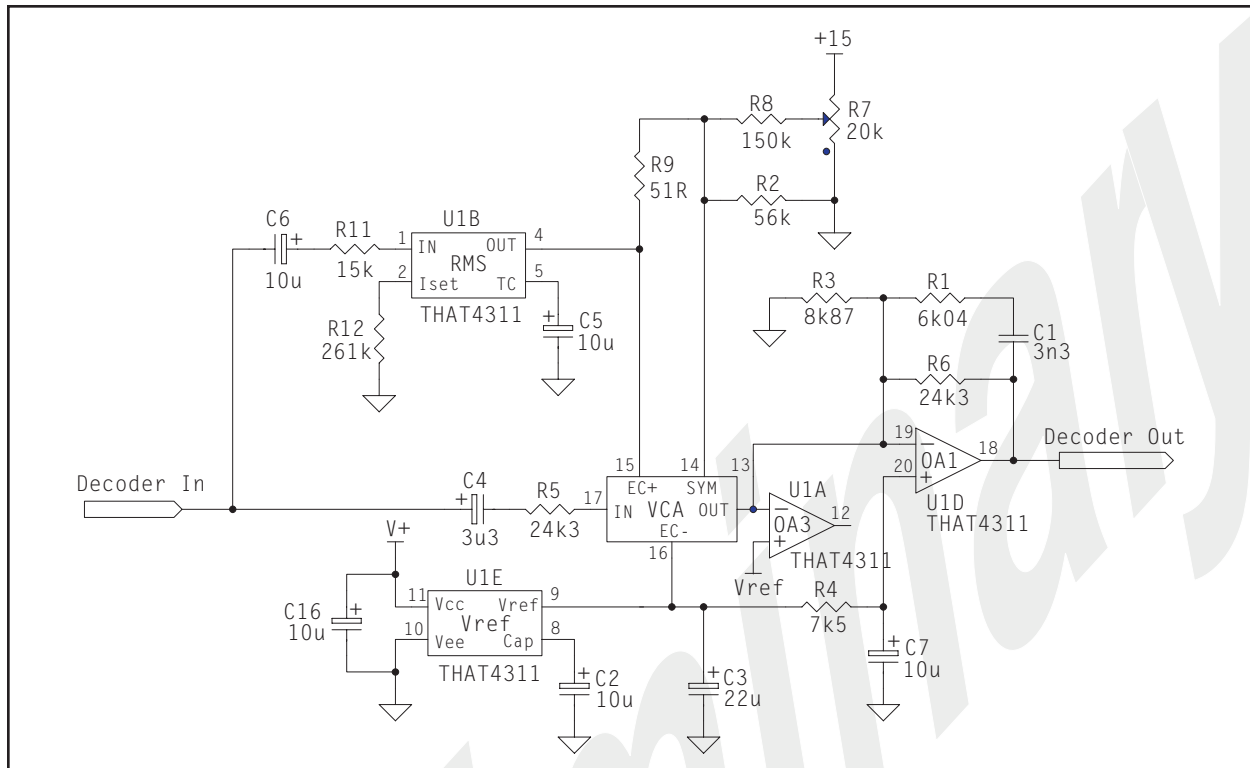 +15
R8
150k
R7
20k
R9
51R
R2
56k
U1B
C6
10u
R11
15k
1
IN
OUT
4
RMS
2
Iset
TC
5
THAT4311
R12
261k
C5
10u
R3
8k87
R1
6k04
C1
3n3
R6
24k3
19
20
OA1
18
Decoder Out
U1D
THAT4311
Decoder In
C4
3u3
R5
24k3
17
15
14
13
EC+
SYM
IN
VCA
OUT
EC-
16
U1A
OA3
12
THAT4311
Vref
V+
U1E
11
Vcc
Vref
9
Vref
10
Vee
Cap
8
THAT4311
C16
10u
C2
10u
C3
22u
R4
7k5
C7
10u